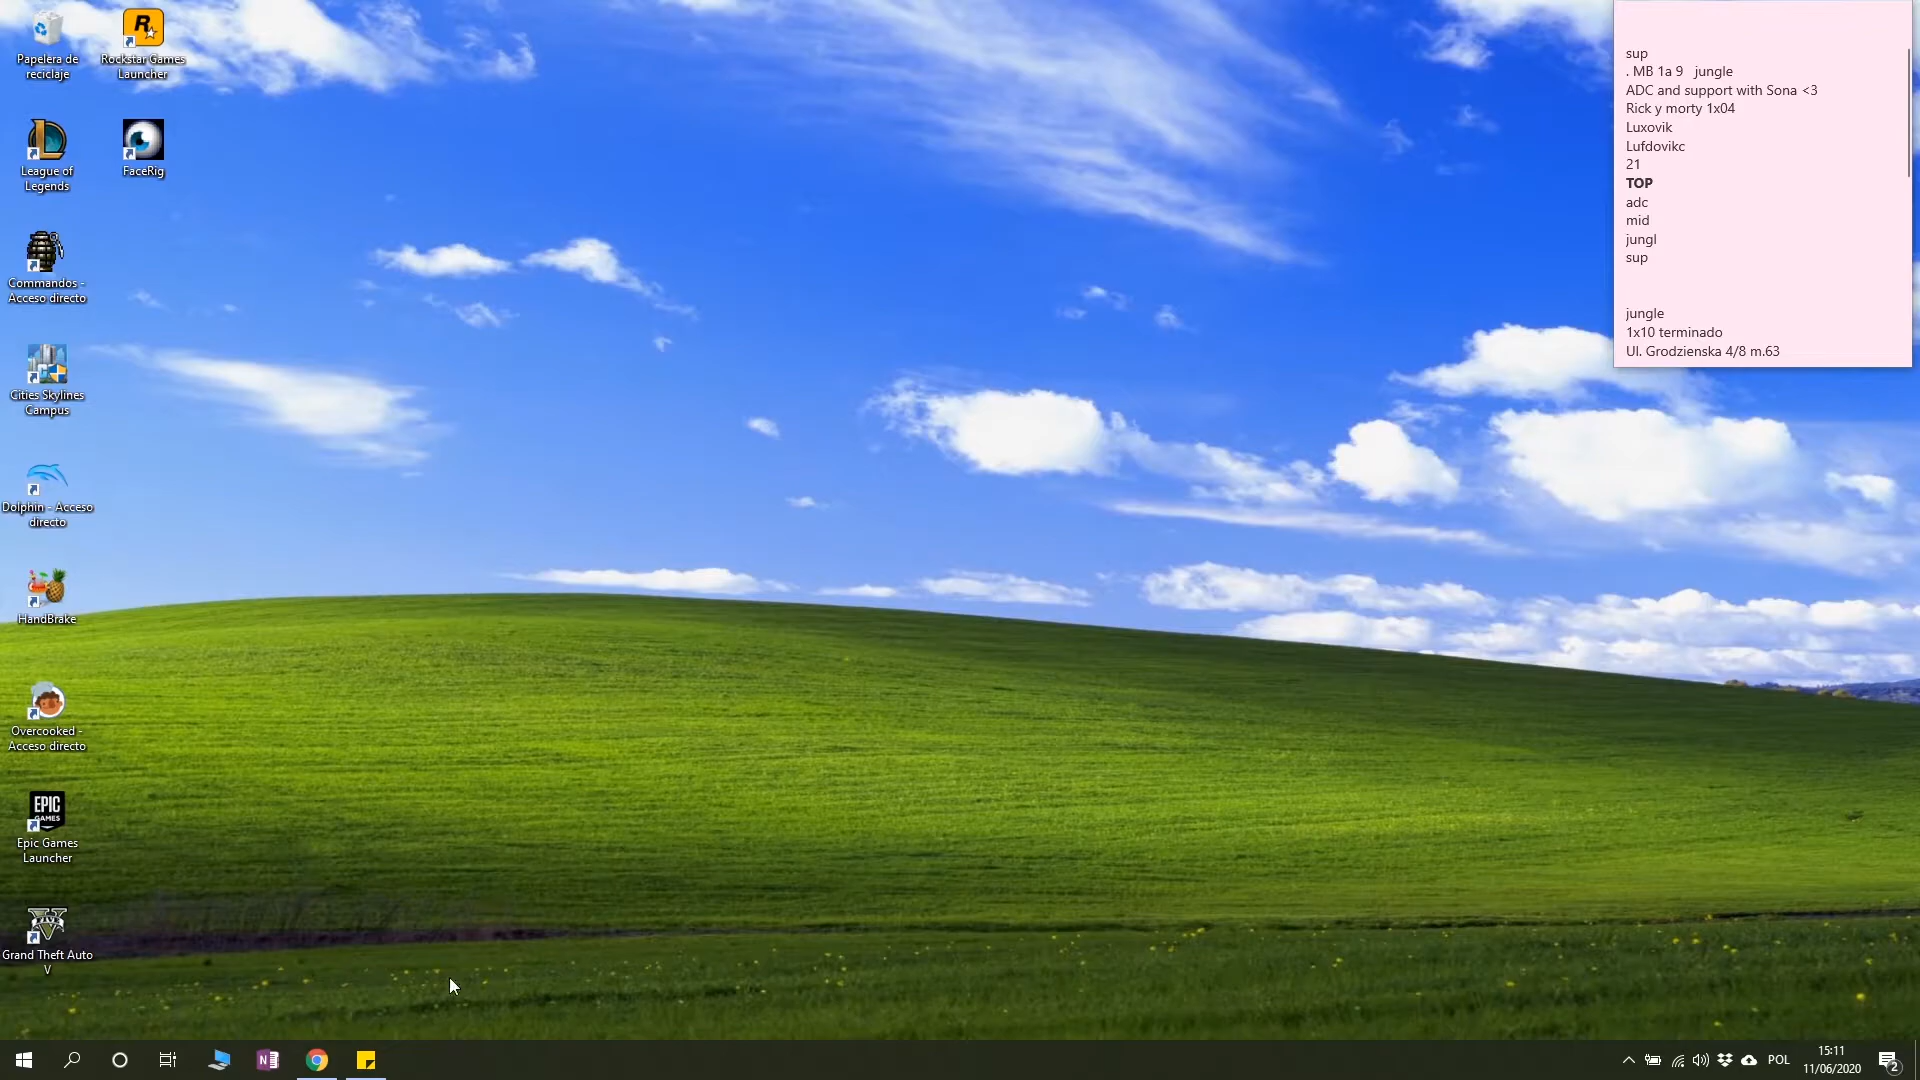 Papelera de
reciclaje
Rockstar Games
Launcher
League of
Legends
FaceRig
Commandos -
Acceso directo
Cities Skylines
Campus
Dolphin - Acceso
directo
HandBrake
Overcooked -
Acceso directo
EPIC
GAMES
Epic Games
Launcher
FIVE
Grand Theft Auto
V
sup
. MB 1a 9   jungle
ADC and support with Sona <3
Rick y morty 1x04
Luxovik
Lufdovikc
21
TOP
adc
mid
jungl
sup
jungle
1x10 terminado
Ul. Grodzienska 4/8 m.63
POL
15:11
11/06/2020
2